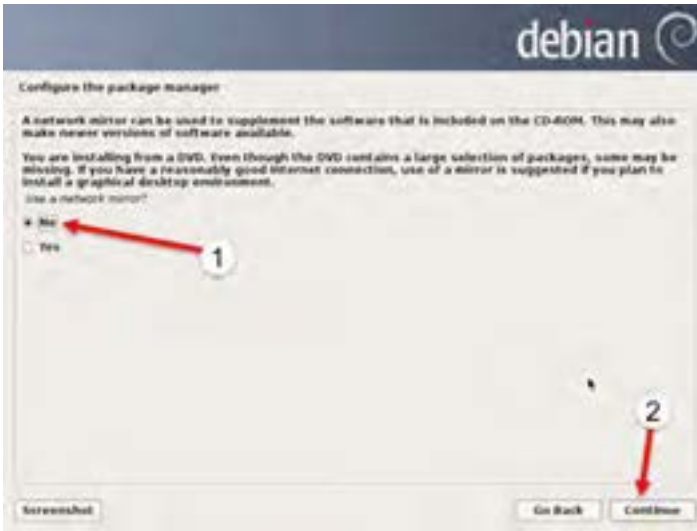 debian
Configure the package manager
A network mirror can be used to supplement the software that is included on the CD-ROM. This may also
make newer versions of software available.
You are installing from a DVD. Even though the DVD contains a large selection of packages, some may be
missing. If you have a reasonably good Internet connection, use of a mirror is suggested if you plan to
install a graphical desktop environment.
Use a network mirror?
No
Yes
1
2
Screenshot
Go Back
Continue